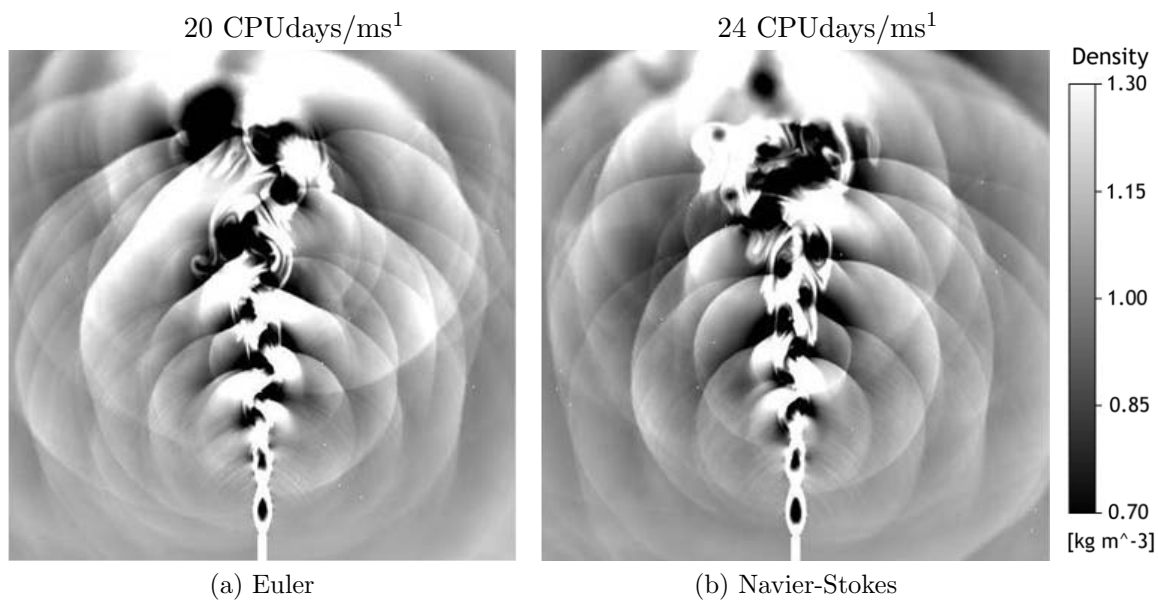 20 CPUdays/ms¹
24 CPUdays/ms¹
Density
1.30
1.15
1.00
0.85
0.70
[kg m^-3]
(a) Euler
(b) Navier-Stokes